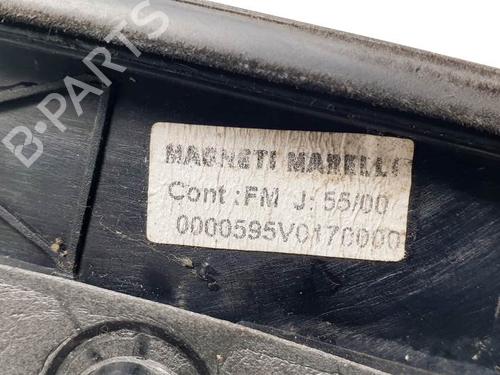 B-PARTS
MAGNETI MARELLI
Cont :FM J: 55/00
0000595V0170000